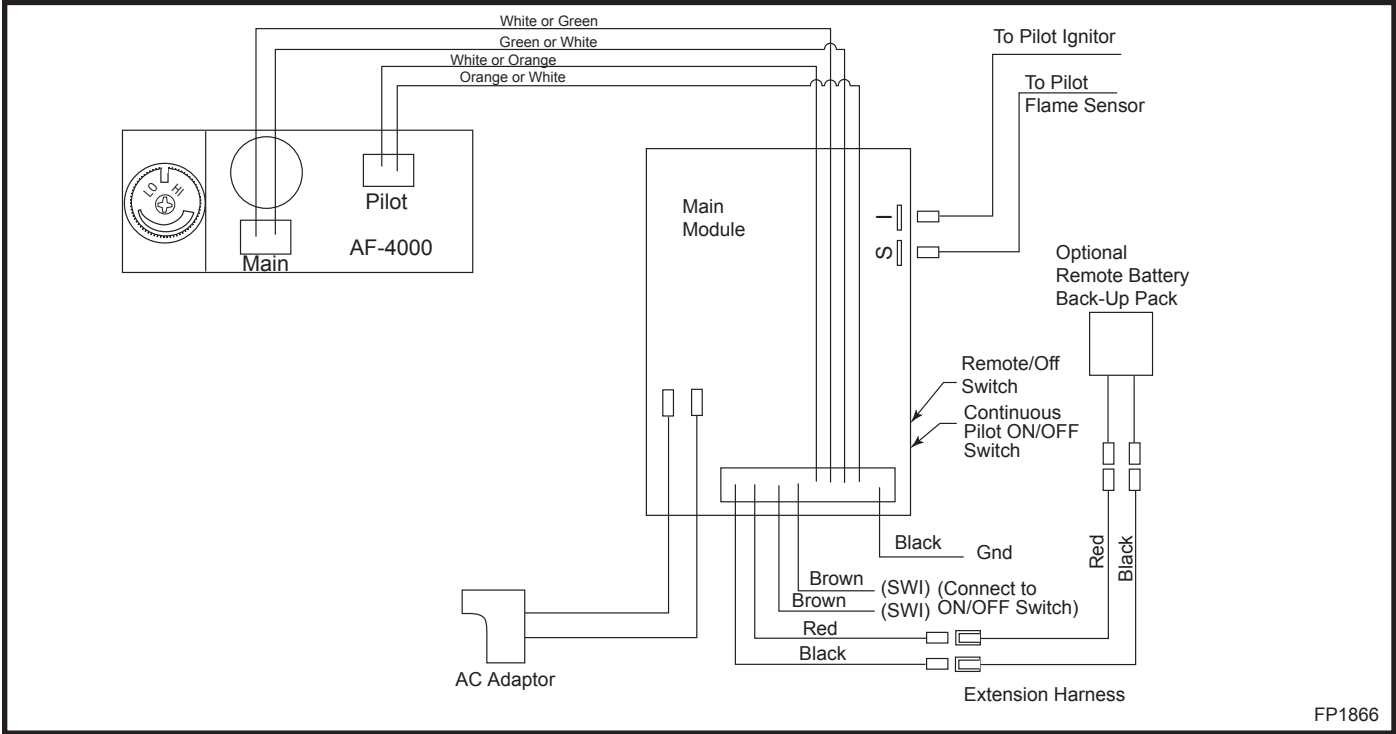 White or Green
Green or White
White or Orange
Orange or White
To Pilot Ignitor
To Pilot
Flame Sensor
LO HI
Pilot
AF-4000
Main
Main
Module
I
S
Optional
Remote Battery
Back-Up Pack
Remote/Off
Switch
Continuous
Pilot ON/OFF
Switch
Black Gnd
Red
Black
Brown (SWI) (Connect to
Brown (SWI) ON/OFF Switch)
Red
Black
AC Adaptor
Extension Harness
FP1866